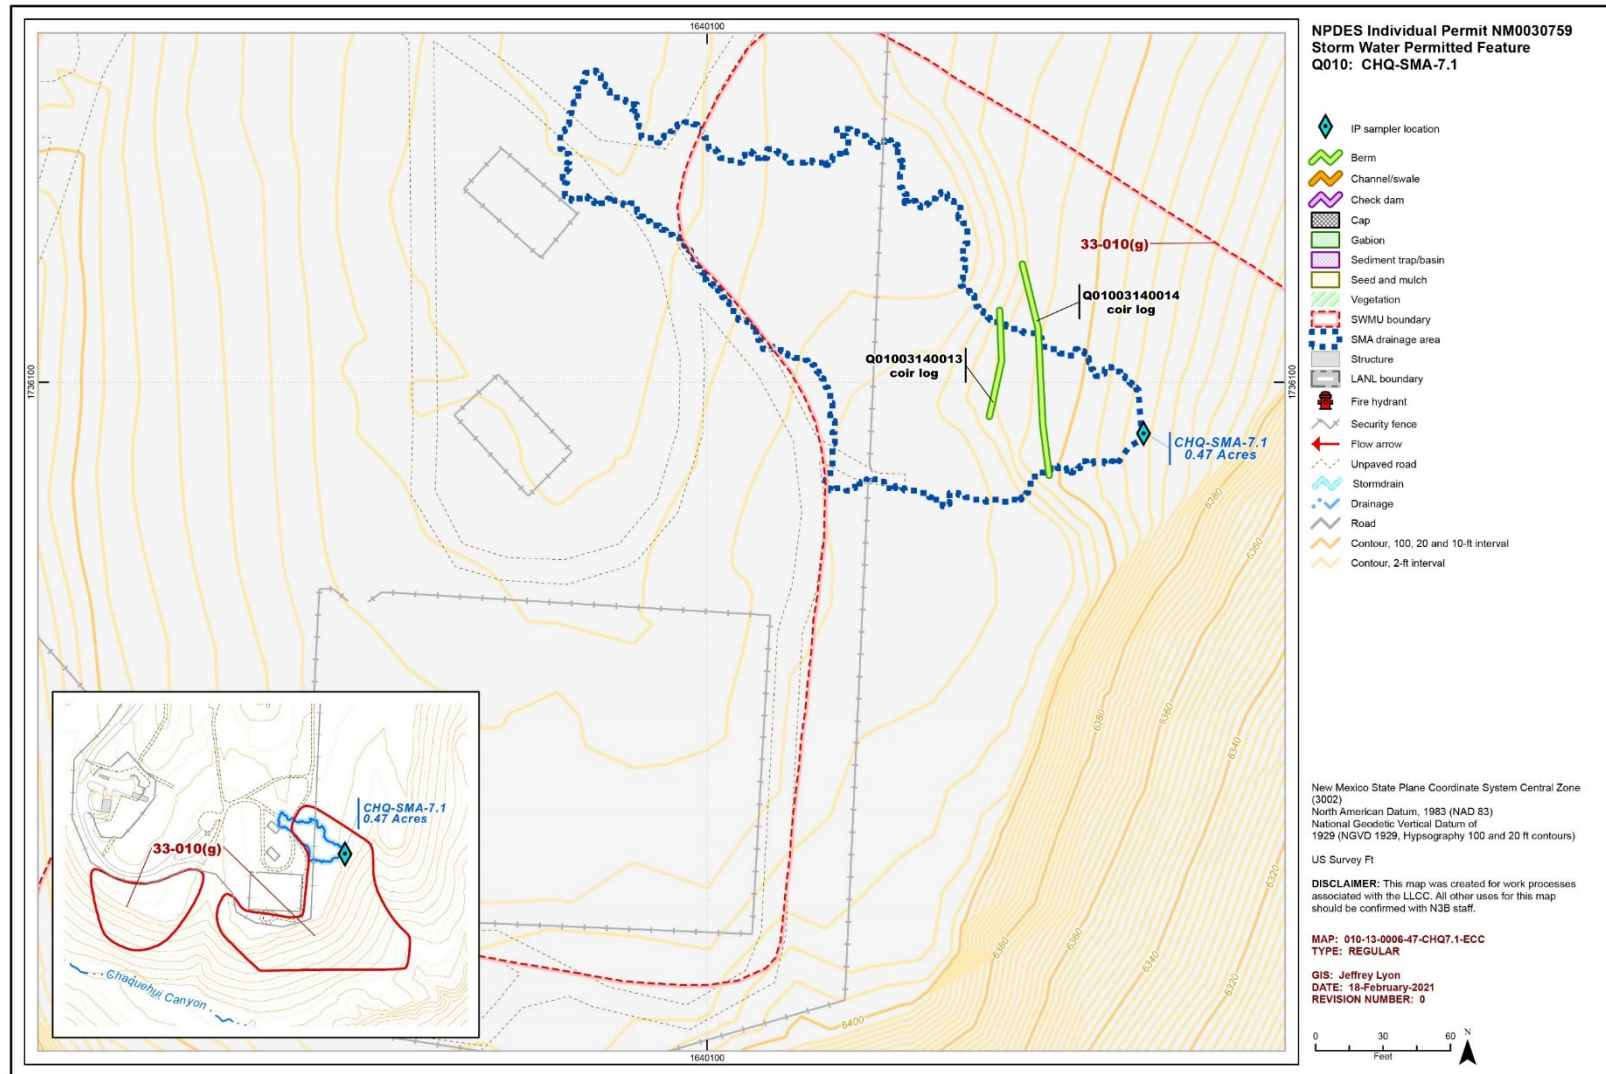 1640100
NPDES Individual Permit NM0030759
Storm Water Permitted Feature
Q010: CHQ-SMA-7.1
IP sampler location
Berm
Channel/swale
Check dam
Cap
Gabion
Sediment trap/basin
Seed and mulch
Vegetation
SWMU boundary
SMA drainage area
Structure
LANL boundary
Fire hydrant
Security fence
Flow arrow
Unpaved road
Stormdrain
Drainage
Road
Contour, 100, 20 and 10-ft interval
Contour, 2-ft interval
33-010(g)
Q01003140014
coir log
Q01003140013
coir log
1736100
1736100
CHQ-SMA-7.1
0.47 Acres
6360
6360
6380
6360
6340
6320
6380
6360
6340
6320
6400
CHQ-SMA-7.1
0.47 Acres
33-010(g)
Chaquehui Canyon
1640100
New Mexico State Plane Coordinate System Central Zone
(3002)
North American Datum, 1983 (NAD 83)
National Geodetic Vertical Datum of
1929 (NGVD 1929, Hypsography 100 and 20 ft contours)
US Survey Ft
DISCLAIMER: This map was created for work processes
associated with the LLCC. All other uses for this map
should be confirmed with N3B staff.
MAP: 010-13-0006-47-CHQ7.1-ECC
TYPE: REGULAR
GIS: Jeffrey Lyon
DATE: 18-February-2021
REVISION NUMBER: 0
0 30 60
Feet
N